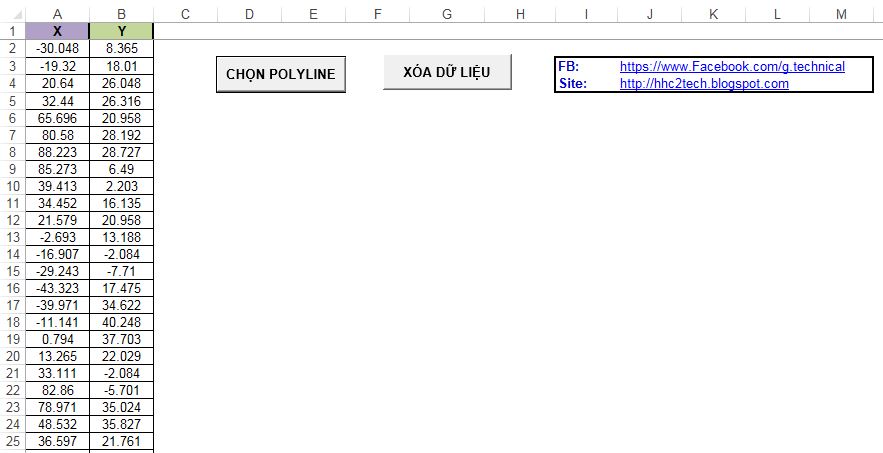 A B C D E F G H I J K L M
1 X Y
2 -30.048 8.365
3 -19.32 18.01
CHỌN POLYLINE XÓA DỮ LIỆU
FB: https://www.Facebook.com/g.technical
Site: http://hhc2tech.blogspot.com
4 20.64 26.048
5 32.44 26.316
6 65.696 20.958
7 80.58 28.192
8 88.223 28.727
9 85.273 6.49
10 39.413 2.203
11 34.452 16.135
12 21.579 20.958
13 -2.693 13.188
14 -16.907 -2.084
15 -29.243 -7.71
16 -43.323 17.475
17 -39.971 34.622
18 -11.141 40.248
19 0.794 37.703
20 13.265 22.029
21 33.111 -2.084
22 82.86 -5.701
23 78.971 35.024
24 48.532 35.827
25 36.597 21.761